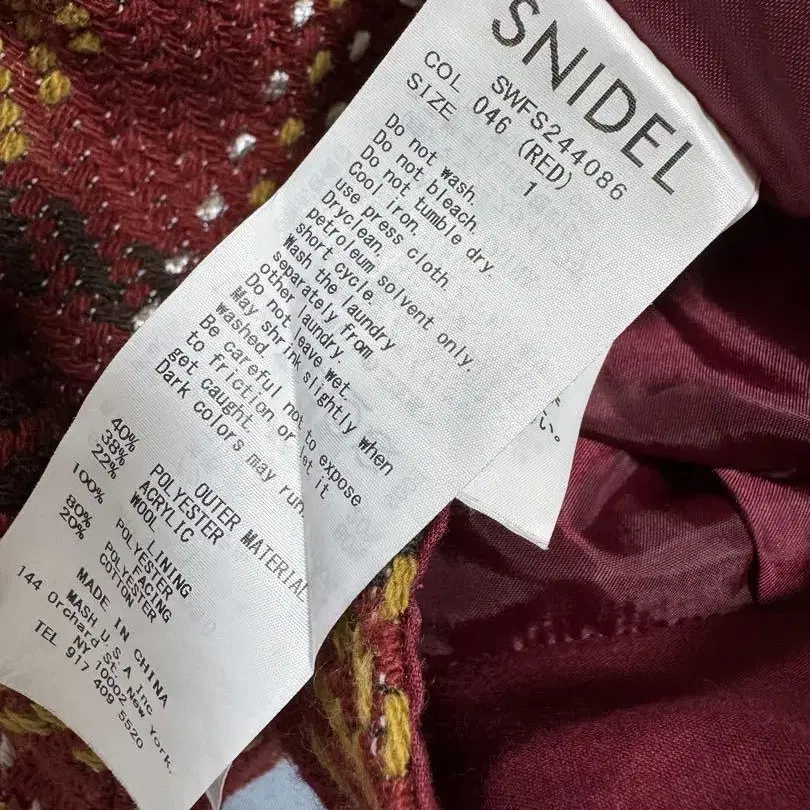 SNIDEL
SWFS244086
COL 046 (RED)
SIZE 1
Do not wash.
Do not bleach.
Do not tumble dry.
Cool iron.
use press cloth.
Dryclean,
petroleum solvent only,
short cycle.
Wash the laundry
separately from
other laundry.
Do not leave wet.
May shrink slightly when
washed.
Be careful not to expose
to friction or let it
get caught.
Dark colors may run.
OUTER MATERIAL
40% POLYESTER
38% ACRYLIC
22% WOOL
LINING
100% POLYESTER
FACING
80% POLYESTER
20% COTTON
MADE IN CHINA
MASH U.S.A Inc
144 Orchard St. New York,
NY 10002
TEL 917 409 5520
い。